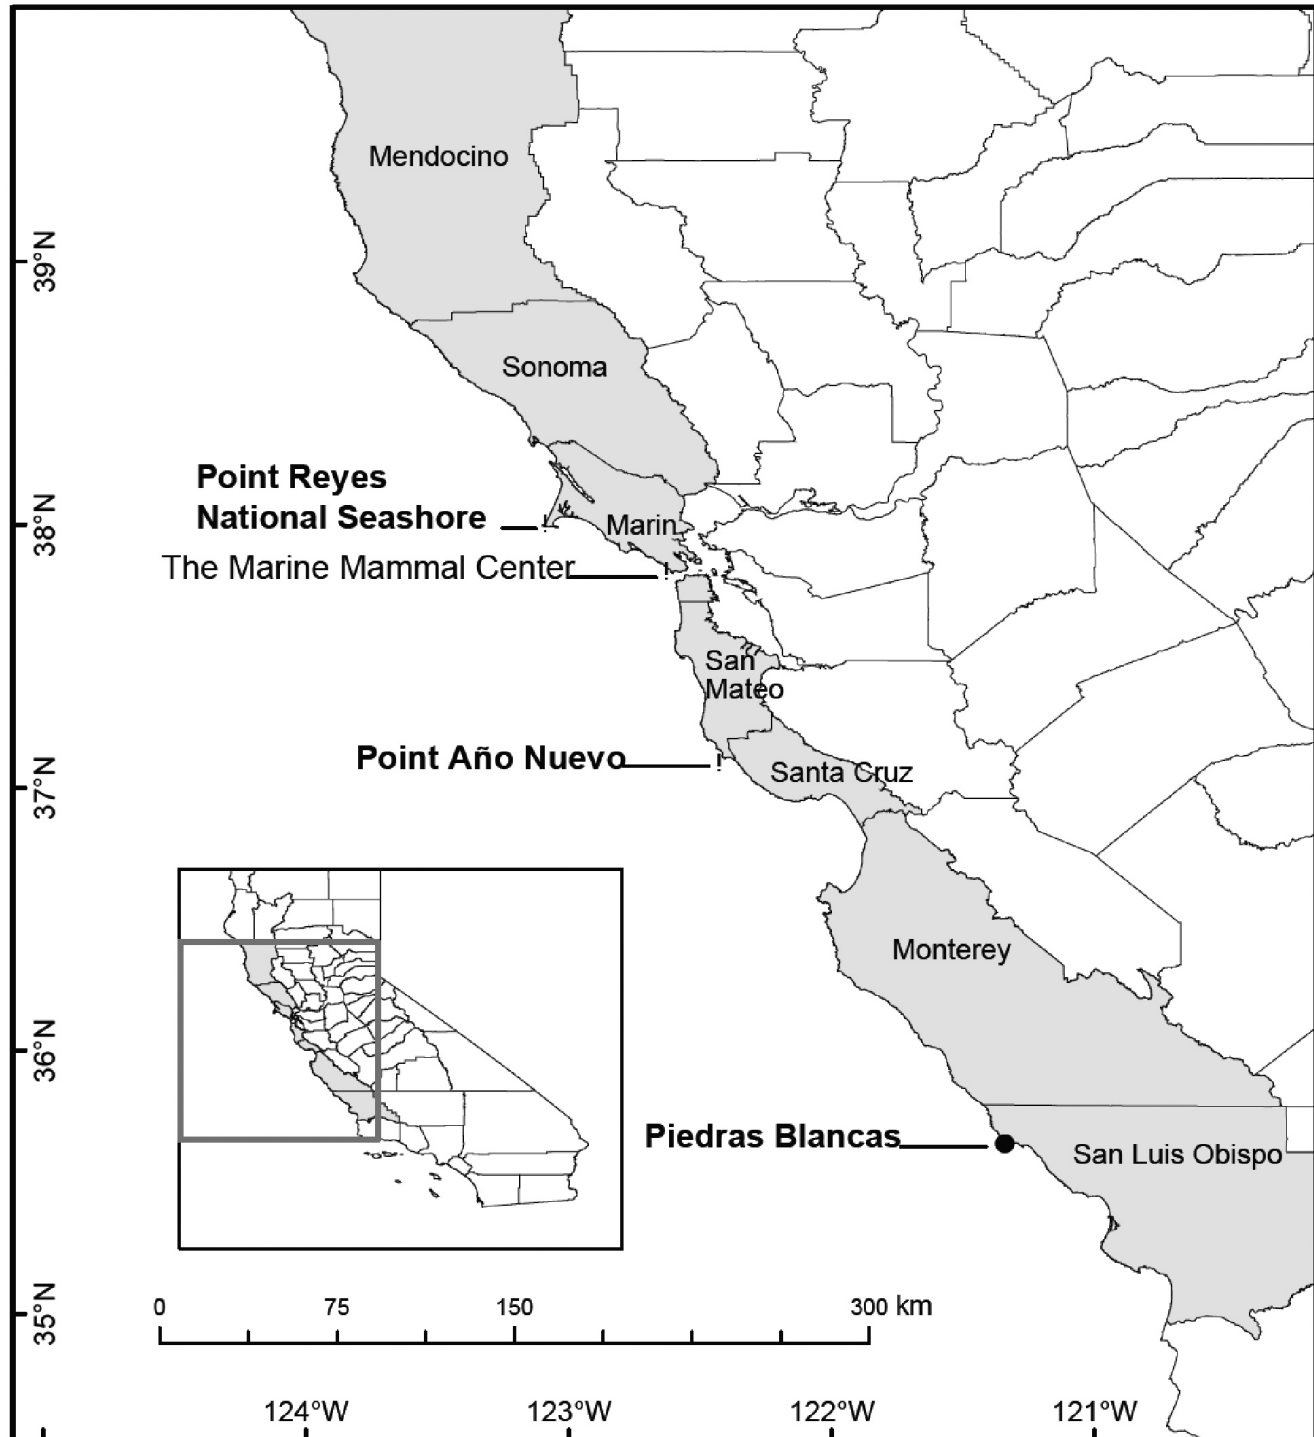 Mendocino
39°N
Sonoma
Point Reyes
National Seashore
38°N
Marin
The Marine Mammal Center
San
Mateo
Point Año Nuevo
Santa Cruz
37°N
Monterey
36°N
Piedras Blancas
San Luis Obispo
35°N
0 75 150 300 km
124°W 123°W 122°W 121°W